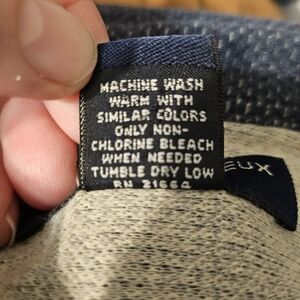 MACHINE WASH
WARM WITH
SIMILAR COLORS
ONLY NON-
CHLORINE BLEACH
WHEN NEEDED
TUMBLE DRY LOW
RN 21664
EUX